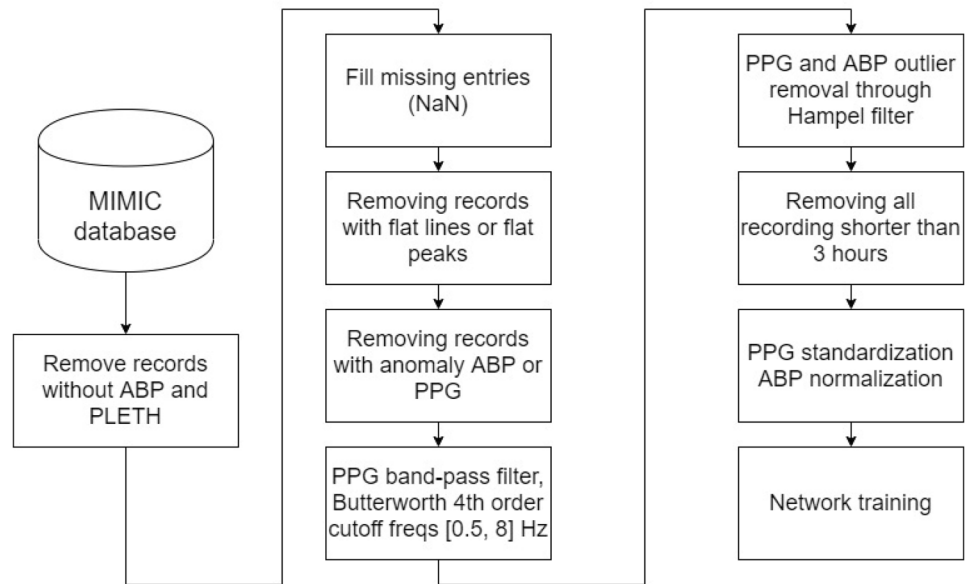 MIMIC
database
Remove records
without ABP and
PLETH
Fill missing entries
(NaN)
Removing records
with flat lines or flat
peaks
Removing records
with anomaly ABP or
PPG
PPG band-pass filter,
Butterworth 4th order
cutoff freqs [0.5, 8] Hz
PPG and ABP outlier
removal through
Hampel filter
Removing all
recording shorter than
3 hours
PPG standardization
ABP normalization
Network training